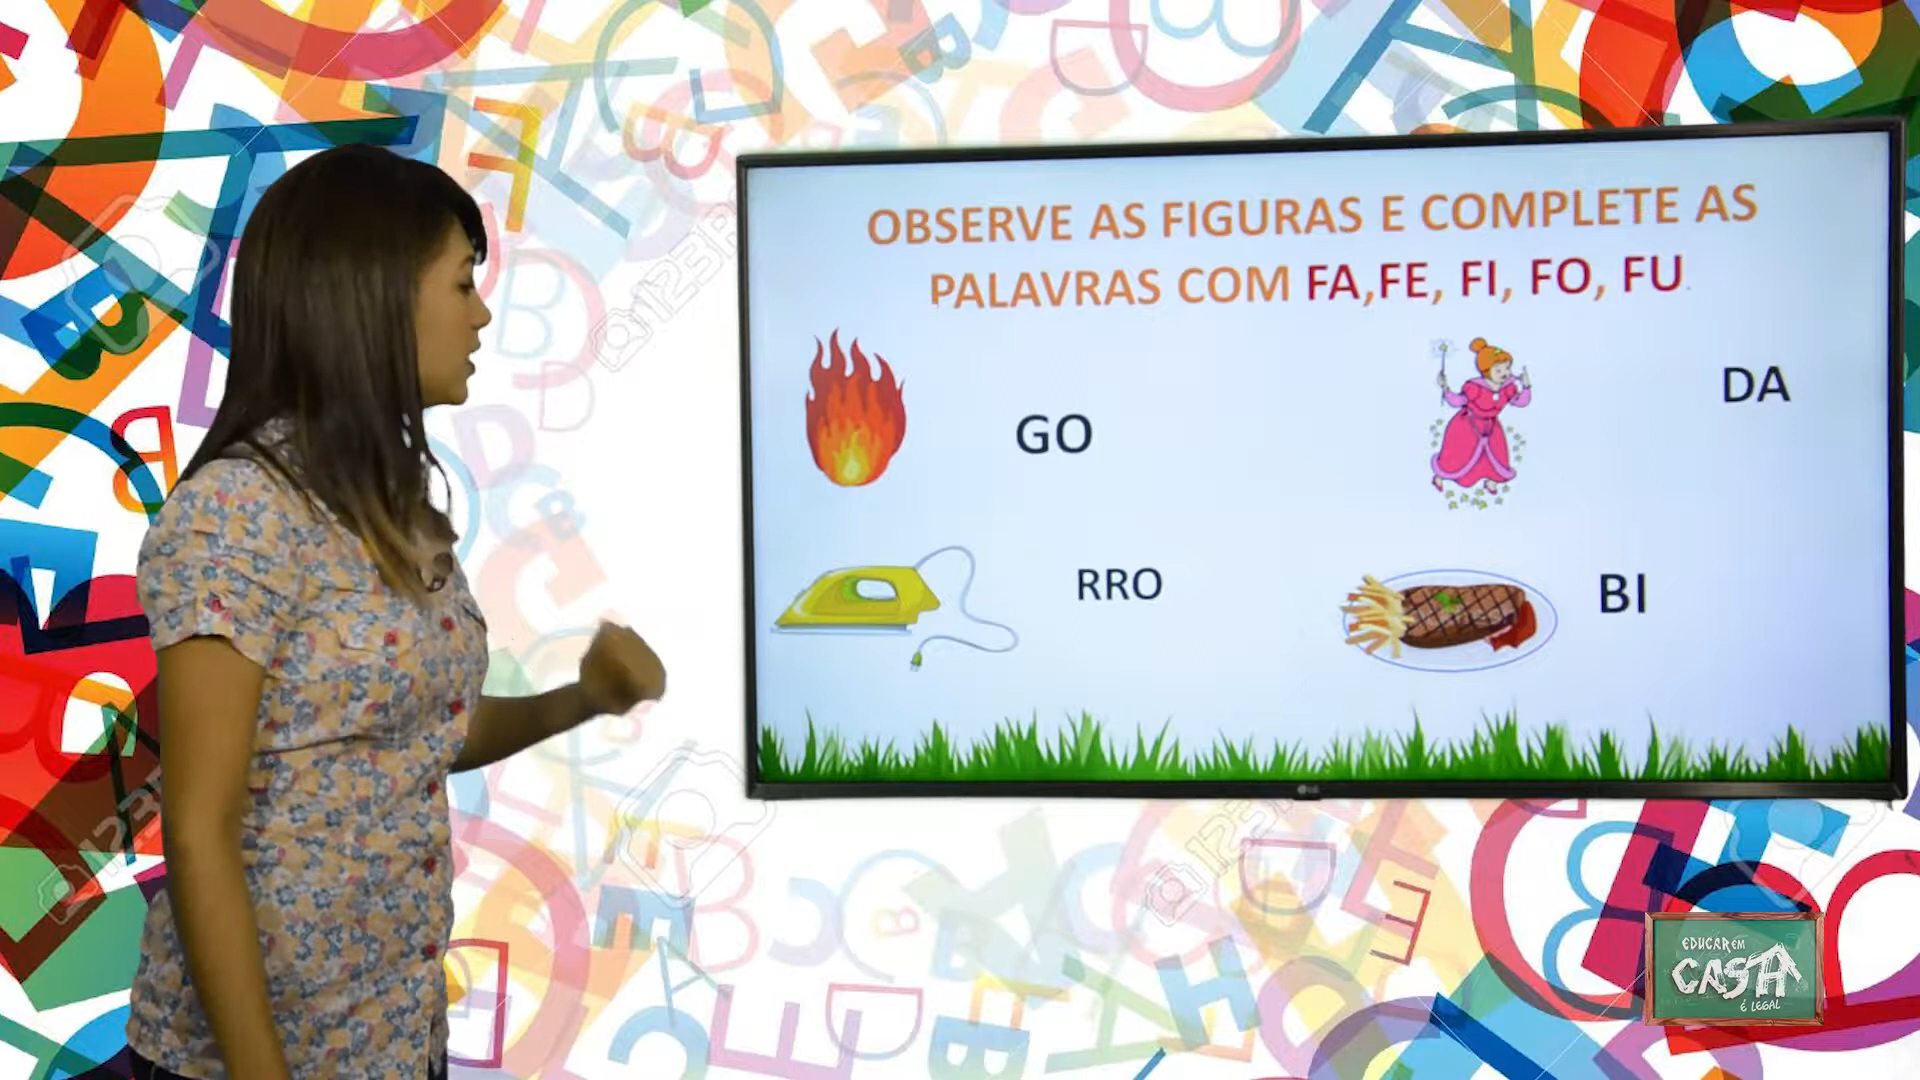 OBSERVE AS FIGURAS E COMPLETE AS
PALAVRAS COM FA,FE, FI, FO, FU.
GO
DA
RRO
BI
EDUCAR EM
CASA
É LEGAL